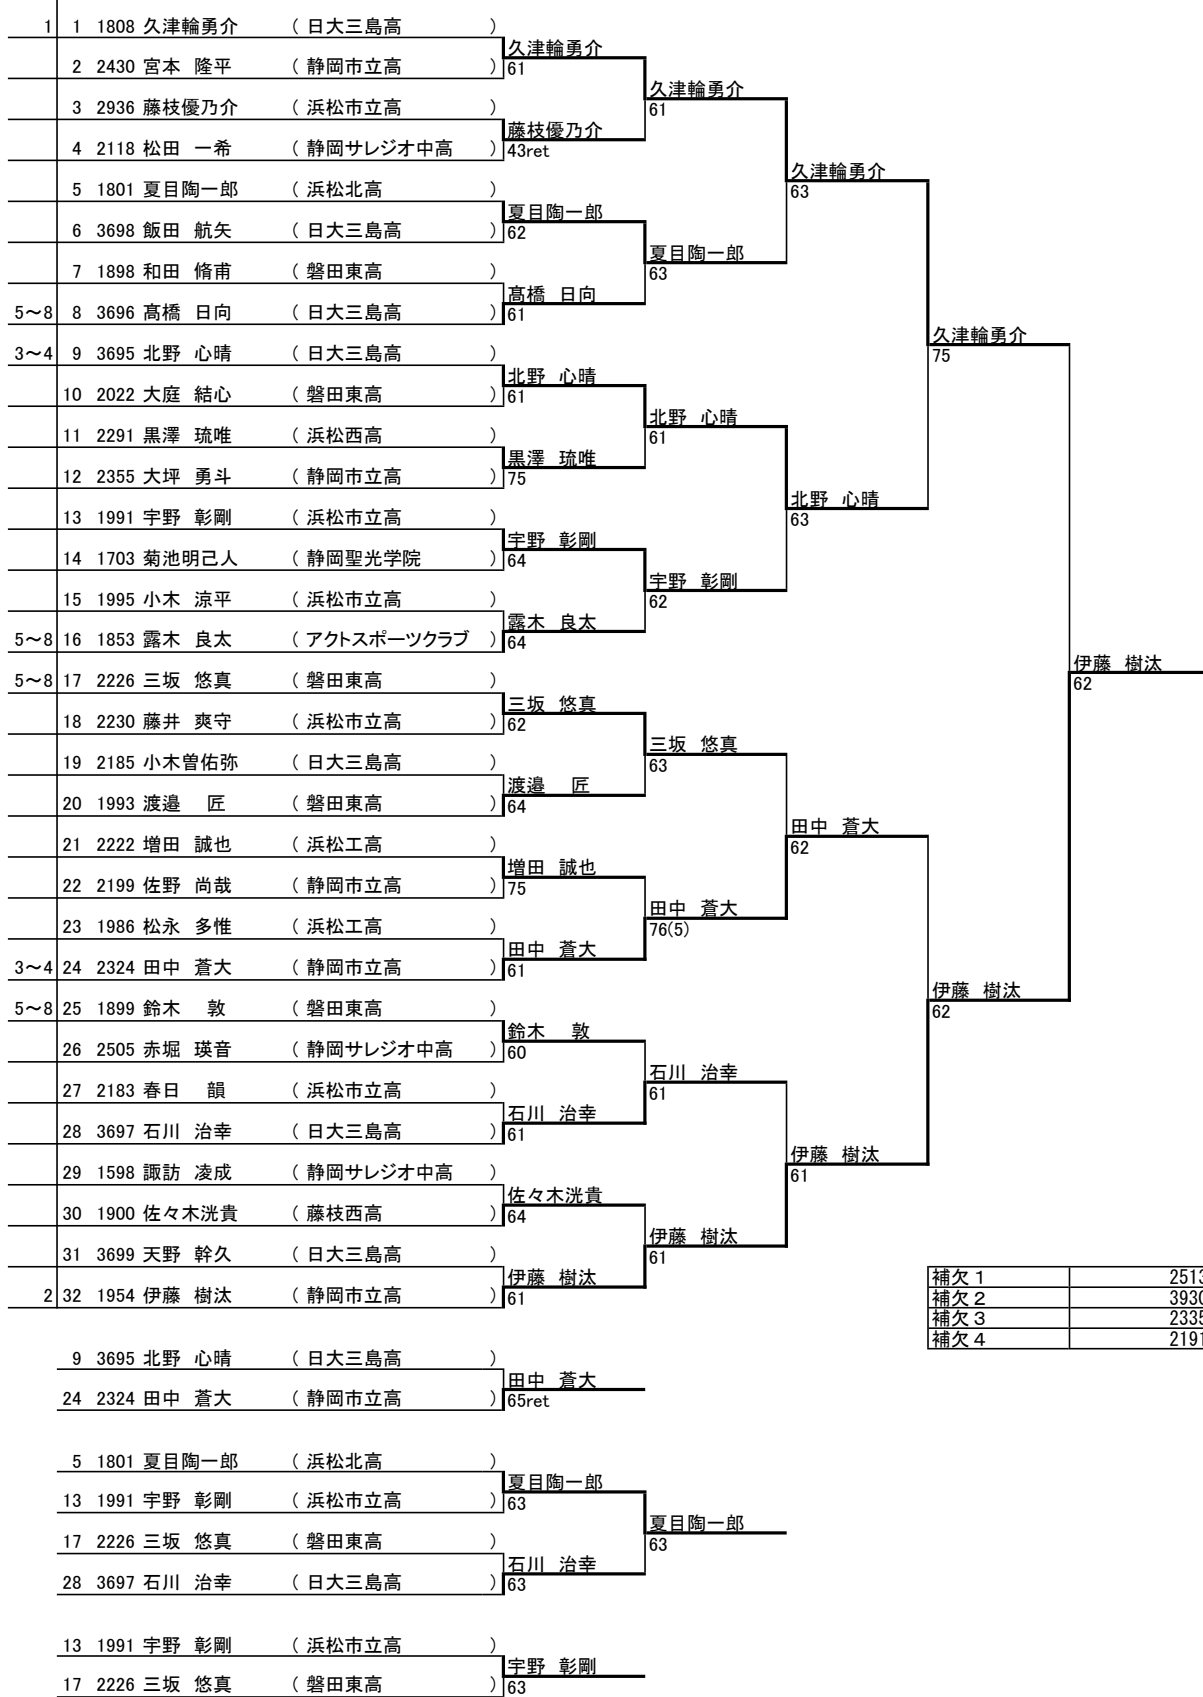 1 1 1808 久津輪勇介 ( 日大三島高 )
久津輪勇介
2 2430 宮本 隆平 ( 静岡市立高 ) 61
久津輪勇介
3 2936 藤枝優乃介 ( 浜松市立高 ) 61
藤枝優乃介
4 2118 松田 一希 ( 静岡サレジオ中高 ) 43ret
久津輪勇介
5 1801 夏目陶一郎 ( 浜松北高 ) 63
夏目陶一郎
6 3698 飯田 航矢 ( 日大三島高 ) 62
夏目陶一郎
7 1898 和田 脩甫 ( 磐田東高 ) 63
髙橋 日向
5~8 8 3696 髙橋 日向 ( 日大三島高 ) 61
久津輪勇介
3~4 9 3695 北野 心晴 ( 日大三島高 ) 75
北野 心晴
10 2022 大庭 結心 ( 磐田東高 ) 61
北野 心晴
11 2291 黒澤 琉唯 ( 浜松西高 ) 61
黒澤 琉唯
12 2355 大坪 勇斗 ( 静岡市立高 ) 75
北野 心晴
13 1991 宇野 彰剛 ( 浜松市立高 ) 63
宇野 彰剛
14 1703 菊池明己人 ( 静岡聖光学院 ) 64
宇野 彰剛
15 1995 小木 涼平 ( 浜松市立高 ) 62
露木 良太
5~8 16 1853 露木 良太 ( アクトスポーツクラブ ) 64
伊藤 樹汰
5~8 17 2226 三坂 悠真 ( 磐田東高 ) 62
三坂 悠真
18 2230 藤井 爽守 ( 浜松市立高 ) 62
三坂 悠真
19 2185 小木曽佑弥 ( 日大三島高 ) 63
渡邉 匠
20 1993 渡邉 匠 ( 磐田東高 ) 64
田中 蒼大
21 2222 増田 誠也 ( 浜松工高 ) 62
増田 誠也
22 2199 佐野 尚哉 ( 静岡市立高 ) 75
田中 蒼大
23 1986 松永 多惟 ( 浜松工高 ) 76(5)
田中 蒼大
3~4 24 2324 田中 蒼大 ( 静岡市立高 ) 61
伊藤 樹汰
5~8 25 1899 鈴木 敦 ( 磐田東高 ) 62
鈴木 敦
26 2505 赤堀 瑛音 ( 静岡サレジオ中高 ) 60
石川 治幸
27 2183 春日 韻 ( 浜松市立高 ) 61
石川 治幸
28 3697 石川 治幸 ( 日大三島高 ) 61
伊藤 樹汰
29 1598 諏訪 凌成 ( 静岡サレジオ中高 ) 61
佐々木洸貴
30 1900 佐々木洸貴 ( 藤枝西高 ) 64
伊藤 樹汰
31 3699 天野 幹久 ( 日大三島高 ) 61
伊藤 樹汰
2 32 1954 伊藤 樹汰 ( 静岡市立高 ) 61
補欠1 2513
補欠2 3930
補欠3 2335
補欠4 2191
9 3695 北野 心晴 ( 日大三島高 )
田中 蒼大
24 2324 田中 蒼大 ( 静岡市立高 ) 65ret
5 1801 夏目陶一郎 ( 浜松北高 )
夏目陶一郎
13 1991 宇野 彰剛 ( 浜松市立高 ) 63
夏目陶一郎
17 2226 三坂 悠真 ( 磐田東高 ) 63
石川 治幸
28 3697 石川 治幸 ( 日大三島高 ) 63
13 1991 宇野 彰剛 ( 浜松市立高 )
宇野 彰剛
17 2226 三坂 悠真 ( 磐田東高 ) 63